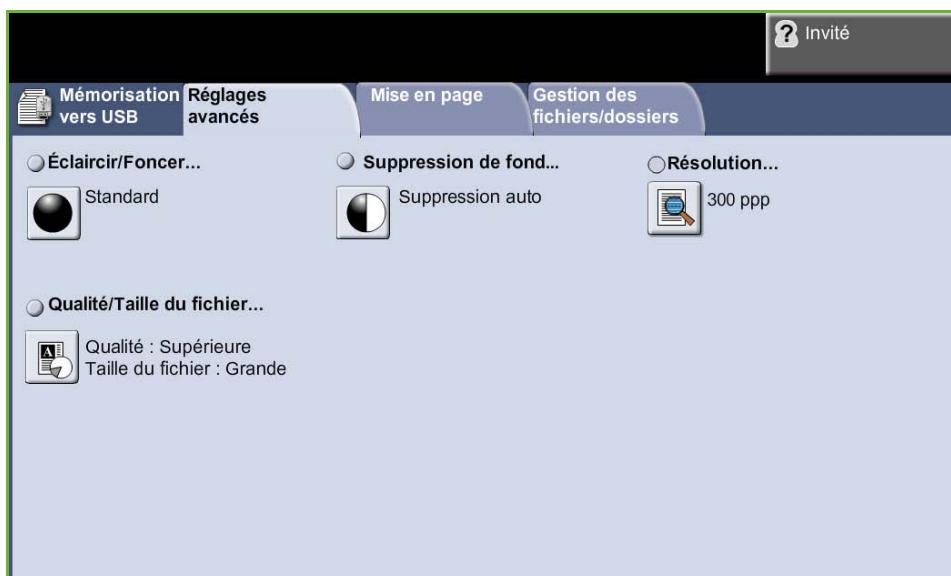 Invité
Mémorisation
vers USB
Réglages
avancés
Mise en page
Gestion des
fichiers/dossiers
Éclaircir/Foncer...
Standard
Suppression de fond...
Suppression auto
Résolution...
300 ppp
Qualité/Taille du fichier...
Qualité : Supérieure
Taille du fichier : Grande